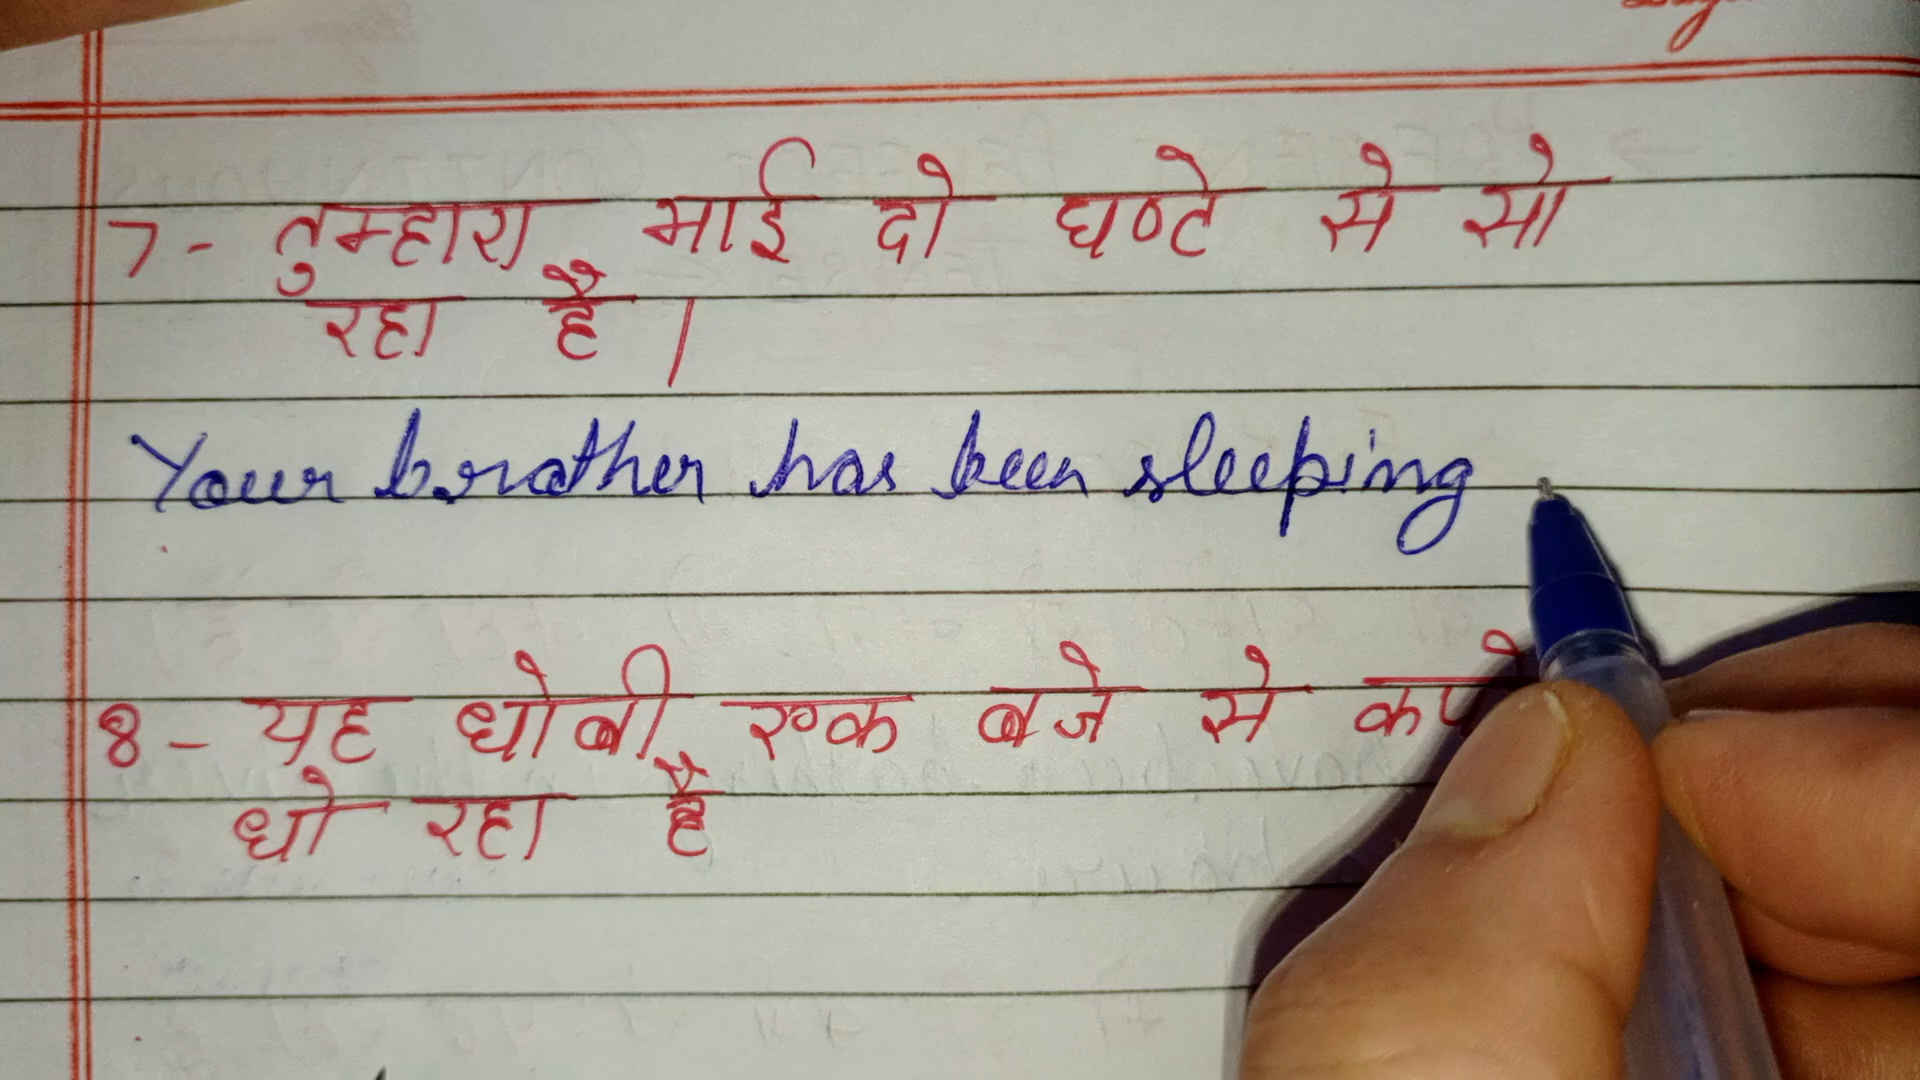 7- तुम्हारा भाई दो घण्टे से सो
रहा है ।
Your brother has been sleeping
8- यह धोबी एक बजे से
धो रहा है